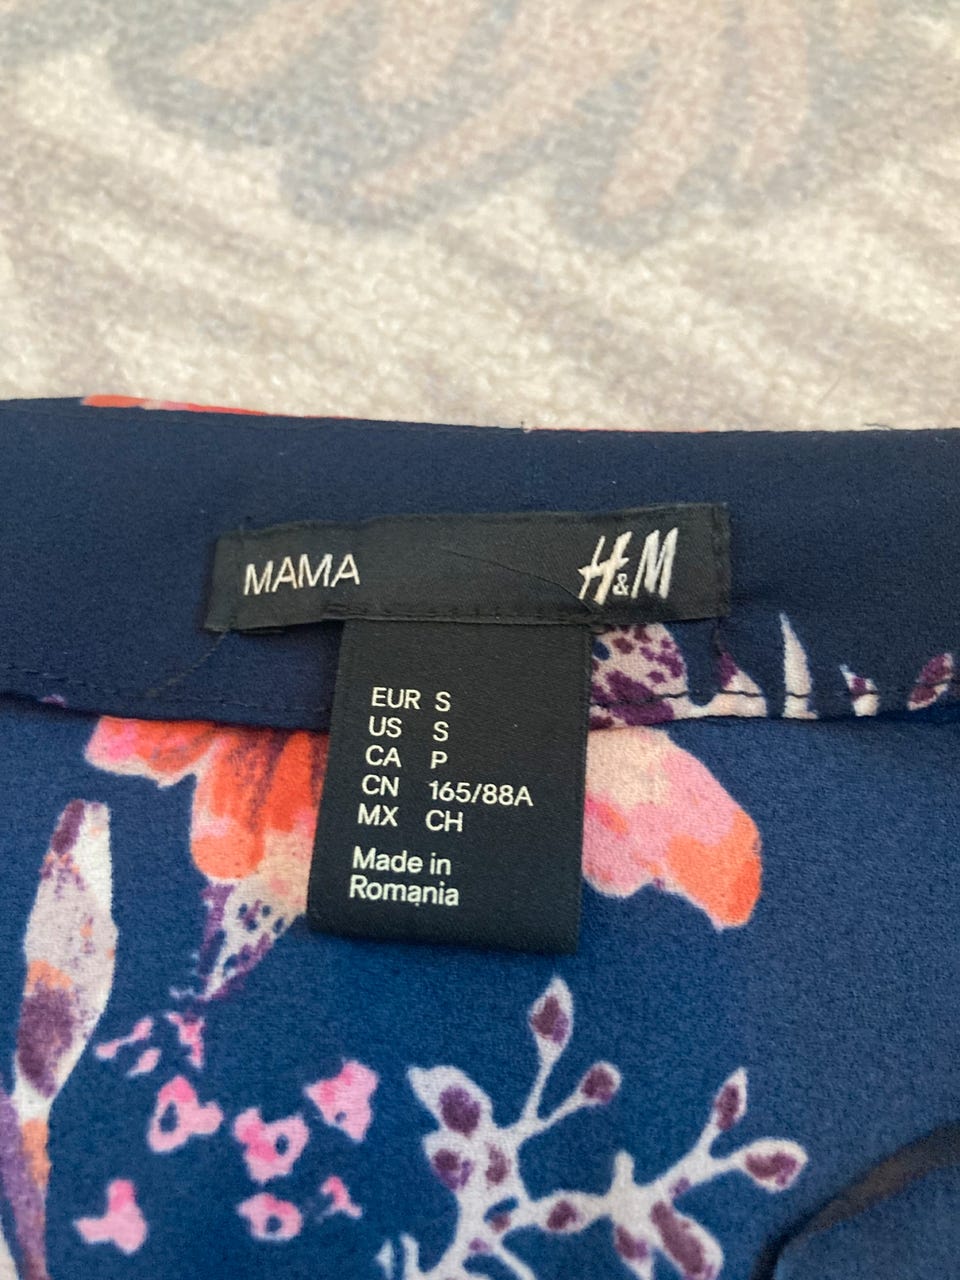 MAMA H&M
EUR S
US S
CA P
CN 165/88A
MX CH
Made in
Romania